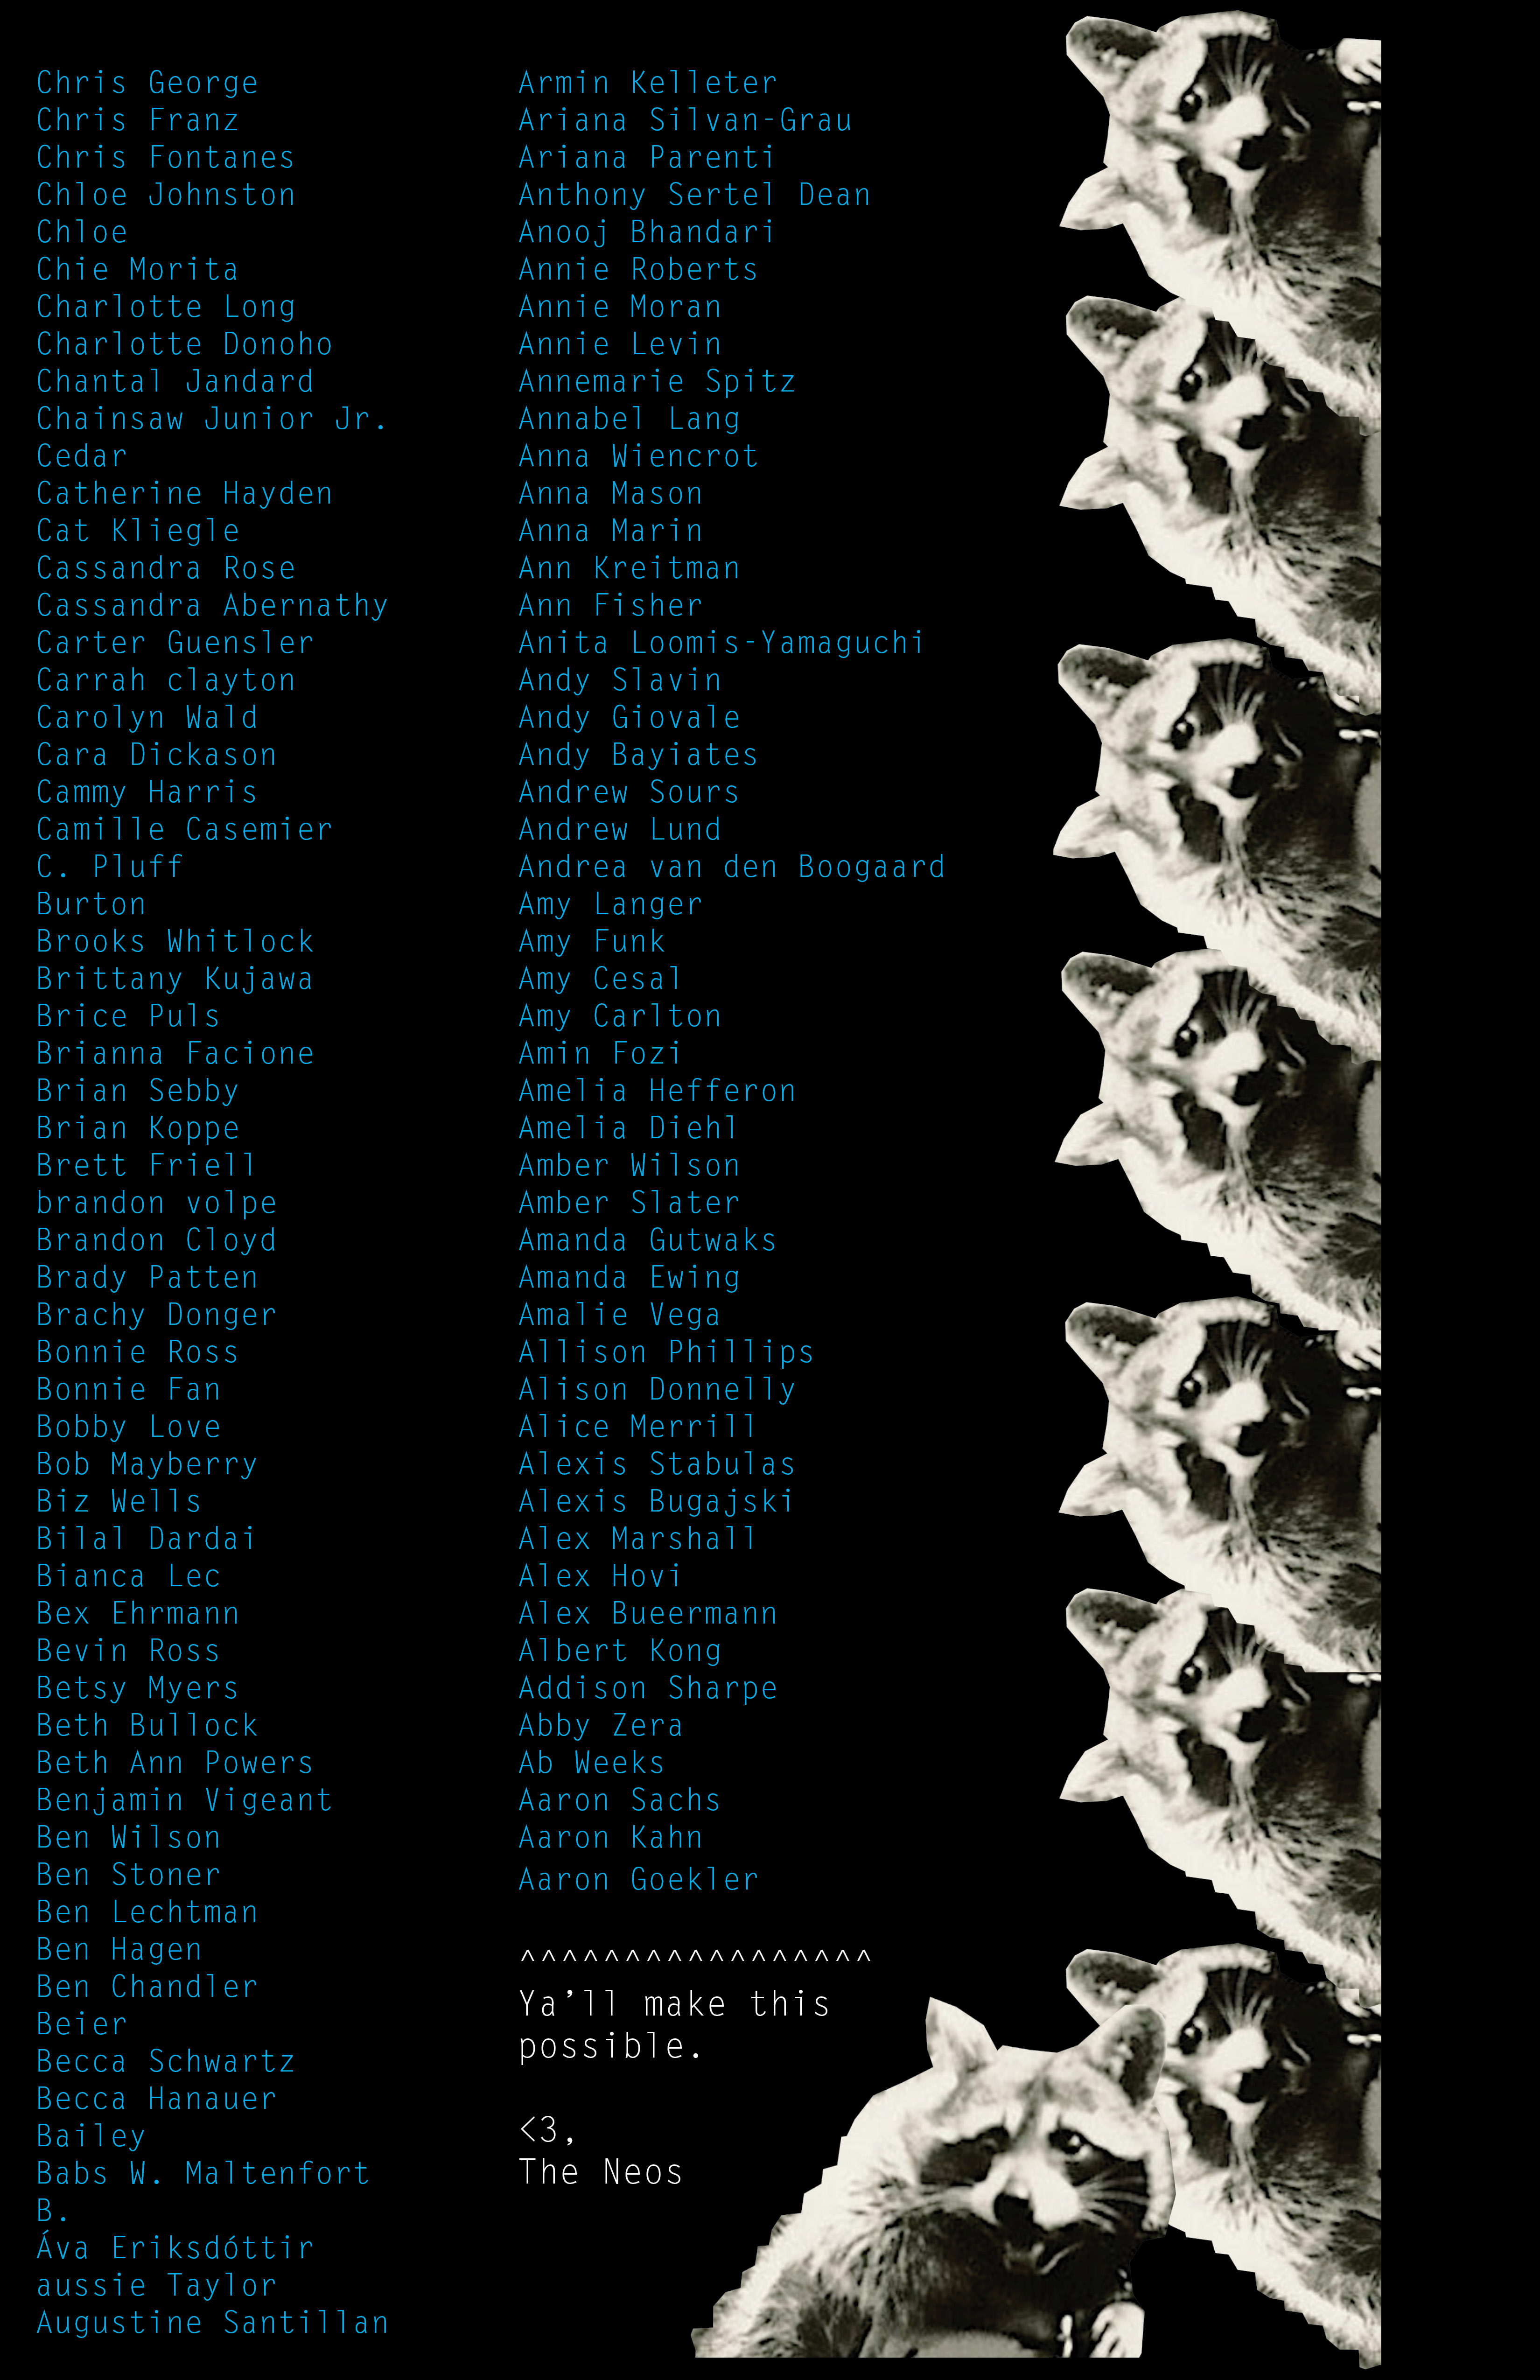 Chris George
Chris Franz
Chris Fontanes
Chloe Johnston
Chloe
Chie Morita
Charlotte Long
Charlotte Donoho
Chantal Jandard
Chainsaw Junior Jr.
Cedar
Catherine Hayden
Cat Kliegle
Cassandra Rose
Cassandra Abernathy
Carter Guensler
Carrah clayton
Carolyn Wald
Cara Dickason
Cammy Harris
Camille Casemier
C. Pluff
Burton
Brooks Whitlock
Brittany Kujawa
Brice Puls
Brianna Facione
Brian Sebby
Brian Koppe
Brett Friell
brandon volpe
Brandon Cloyd
Brady Patten
Brachy Donger
Bonnie Ross
Bonnie Fan
Bobby Love
Bob Mayberry
Biz Wells
Bilal Dardai
Bianca Lec
Bex Ehrmann
Bevin Ross
Betsy Myers
Beth Bullock
Beth Ann Powers
Benjamin Vigeant
Ben Wilson
Ben Stoner
Ben Lechtman
Ben Hagen
Ben Chandler
Beier
Becca Schwartz
Becca Hanauer
Bailey
Babs W. Maltenfort
B.
Áva Eriksdóttir
aussie Taylor
Augustine Santillan
Armin Kelleter
Ariana Silvan-Grau
Ariana Parenti
Anthony Sertel Dean
Anooj Bhandari
Annie Roberts
Annie Moran
Annie Levin
Annemarie Spitz
Annabel Lang
Anna Wiencrot
Anna Mason
Anna Marin
Ann Kreitman
Ann Fisher
Anita Loomis-Yamaguchi
Andy Slavin
Andy Giovale
Andy Bayiates
Andrew Sours
Andrew Lund
Andrea van den Boogaard
Amy Langer
Amy Funk
Amy Cesal
Amy Carlton
Amin Fozi
Amelia Hefferon
Amelia Diehl
Amber Wilson
Amber Slater
Amanda Gutwaks
Amanda Ewing
Amalie Vega
Allison Phillips
Alison Donnelly
Alice Merrill
Alexis Stabulas
Alexis Bugajski
Alex Marshall
Alex Hovi
Alex Bueermann
Albert Kong
Addison Sharpe
Abby Zera
Ab Weeks
Aaron Sachs
Aaron Kahn
Aaron Goekler
^^^^^^^^^^^^^^^^^
Ya’ll make this
possible.
<3,
The Neos